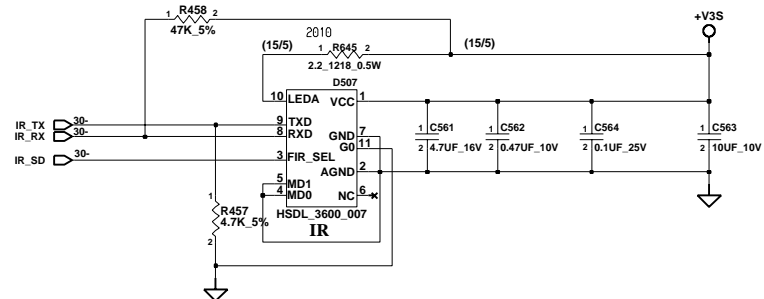 R458
1 2
47K_5%
2010
+V3S
(15/5) 1 R645 2 (15/5)
2.2_1218_0.5W
D507
10 LEDA VCC 1
IR_TX 30- 9 TXD
IR_RX 30- 8 RXD GND 7
G0 11
IR_SD 30- 3 FIR_SEL
AGND 2
5 MD1
4 MD0 NC 6
HSDL_3600_007
IR
1 C561
2 4.7UF_16V
1 C562
2 0.47UF_10V
1 C564
2 0.1UF_25V
1 C563
2 10UF_10V
1
R457
4.7K_5%
2